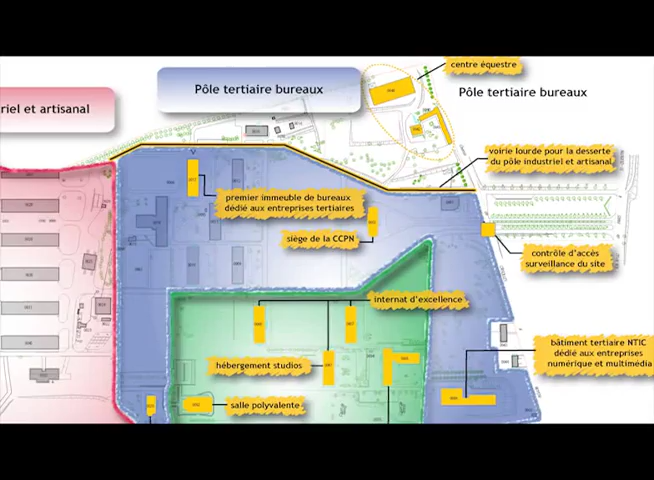 centre équestre
Pôle tertiaire bureaux
Pôle tertiaire bureaux
riel et artisanal
voirie lourde pour la desserte
du pôle industriel et artisanal
premier immeuble de bureaux
dédié aux entreprises tertiaires
siège de la CCPN
contrôle d'accès
surveillance du site
internat d'excellence
bâtiment tertiaire NTIC
dédié aux entreprises
numérique et multimédia
hébergement studios
salle polyvalente